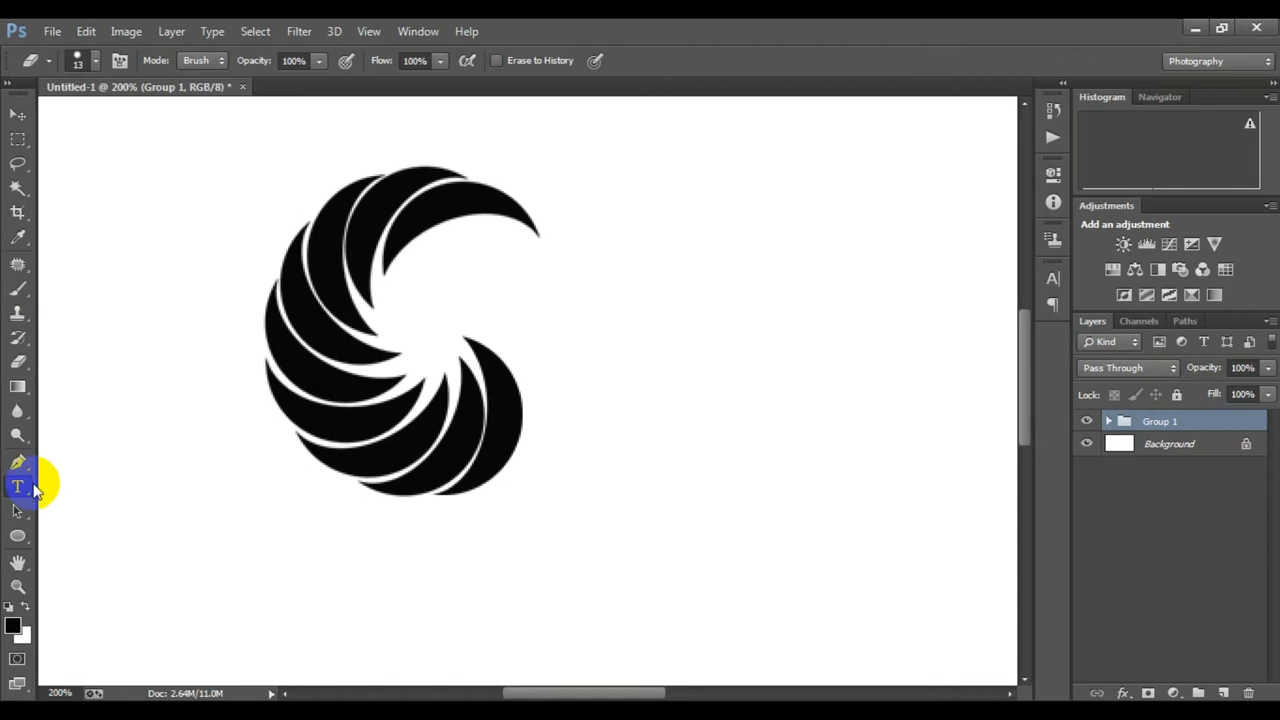 Ps File Edit Image Layer Type Select Filter 3D View Window Help
13 Mode: Brush Opacity: 100% Flow: 100% Erase to History Photography
Untitled-1 @ 200% (Group 1, RGB/8) *
Histogram Navigator
Adjustments
Add an adjustment
Layers Channels Paths
Kind
Pass Through Opacity: 100%
Lock: Fill: 100%
Group 1
Background
200% Doc: 2.64M/11.0M